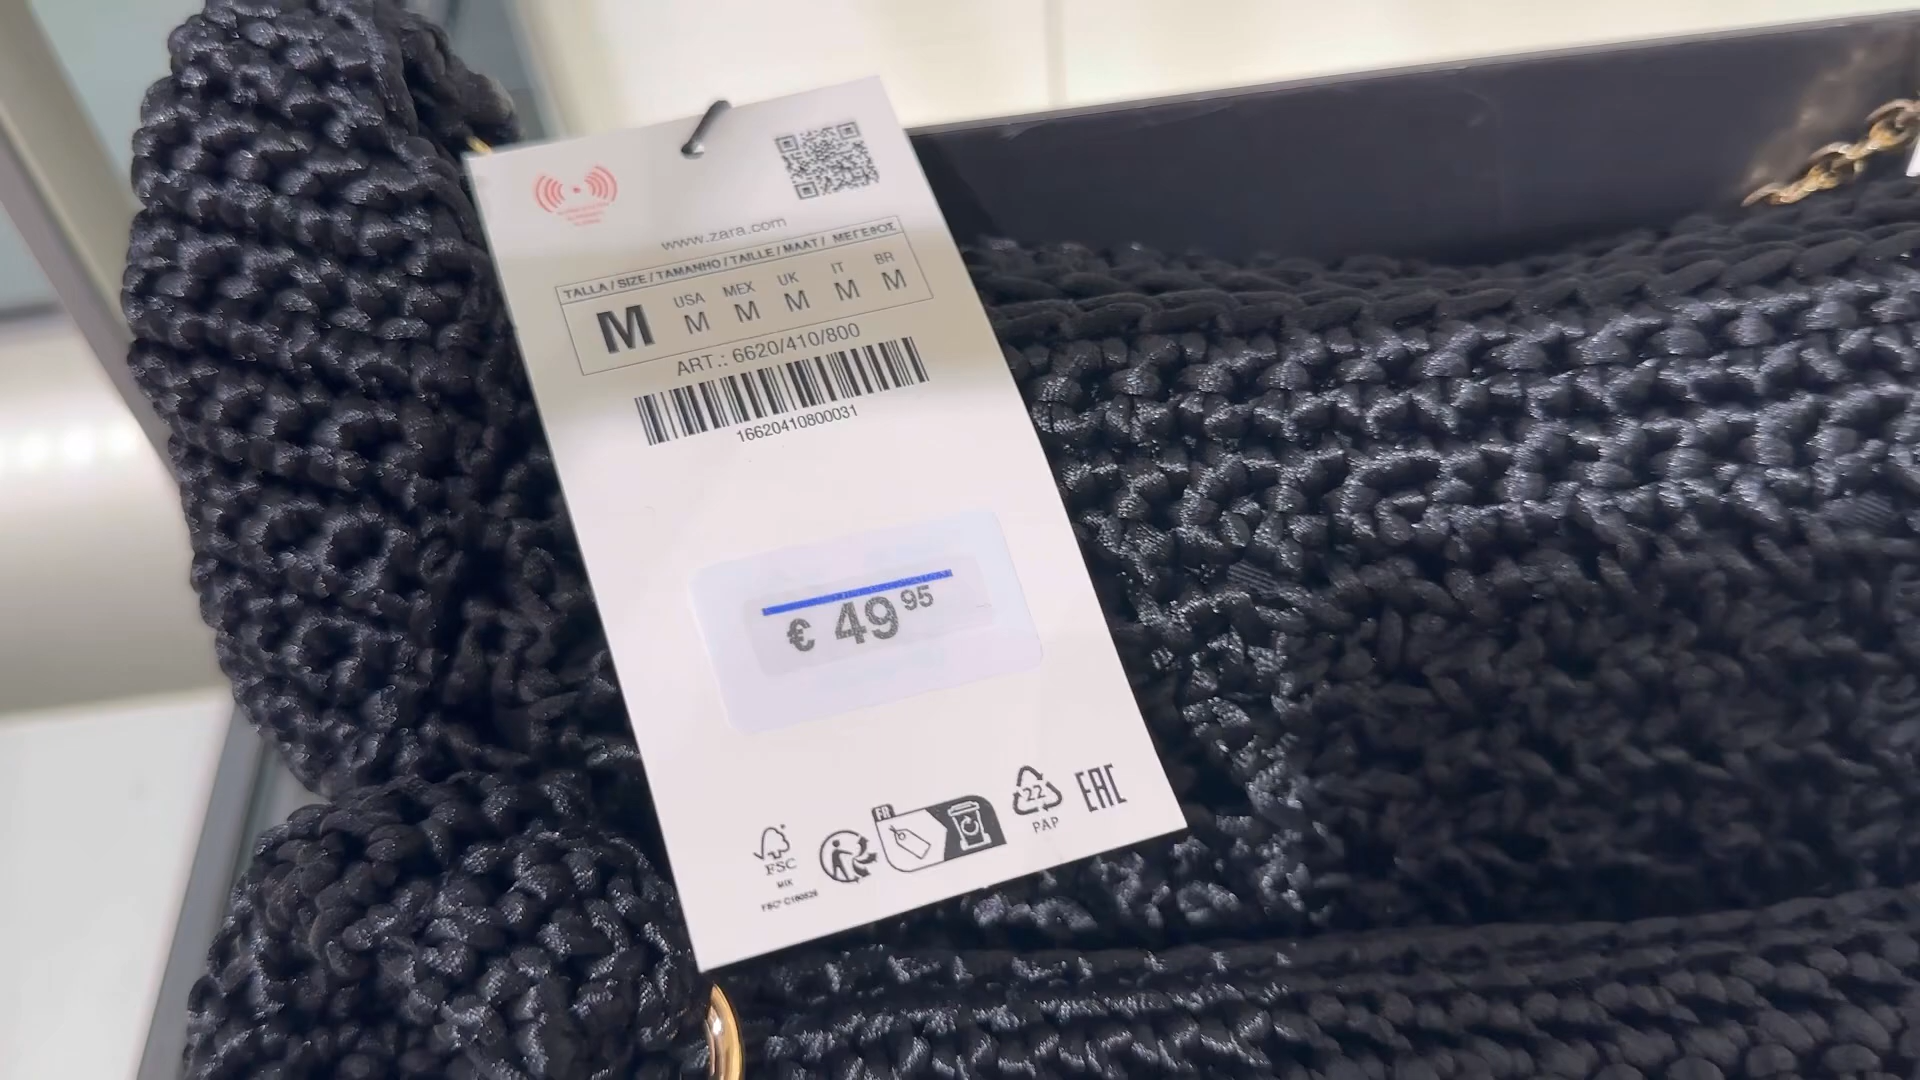 www.zara.com
TALLA / SIZE / TAMANHO / TAILLE / MAAT / ΜΕΓΕΘΟΣ
M
USA MEX UK IT BR
M M M M M
ART.: 6620/410/800
16620410800031
€ 49 95
FR
22
PAP
EAC
FSC
MIX